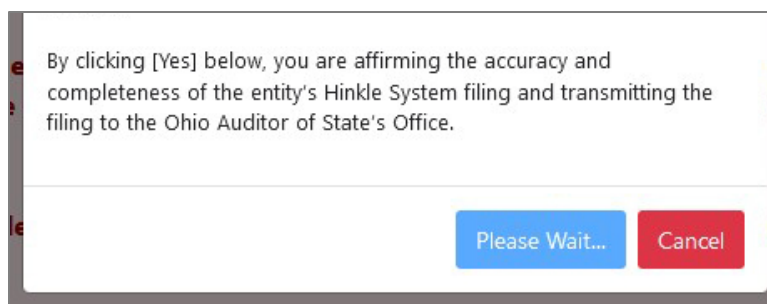 By clicking [Yes] below, you are affirming the accuracy and
completeness of the entity's Hinkle System filing and transmitting the
filing to the Ohio Auditor of State's Office.
Please Wait...
Cancel